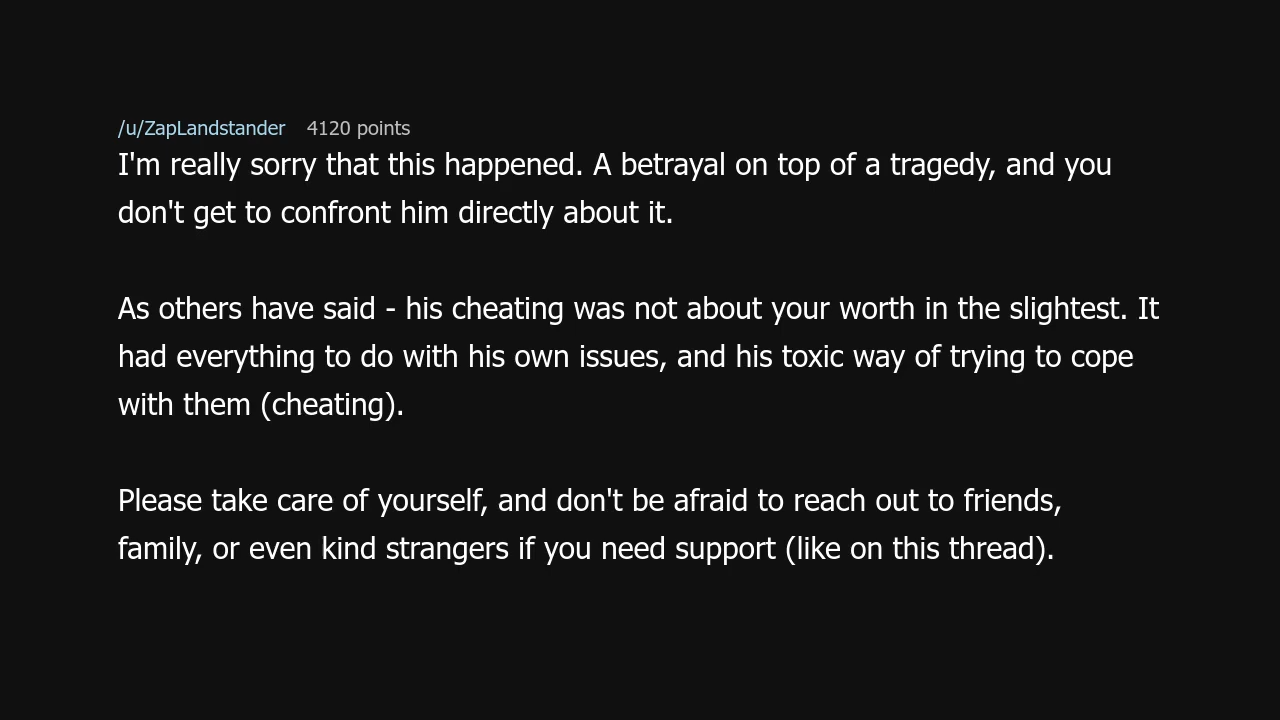 /u/ZapLandstander 4120 points
I'm really sorry that this happened. A betrayal on top of a tragedy, and you
don't get to confront him directly about it.
As others have said - his cheating was not about your worth in the slightest. It
had everything to do with his own issues, and his toxic way of trying to cope
with them (cheating).
Please take care of yourself, and don't be afraid to reach out to friends,
family, or even kind strangers if you need support (like on this thread).